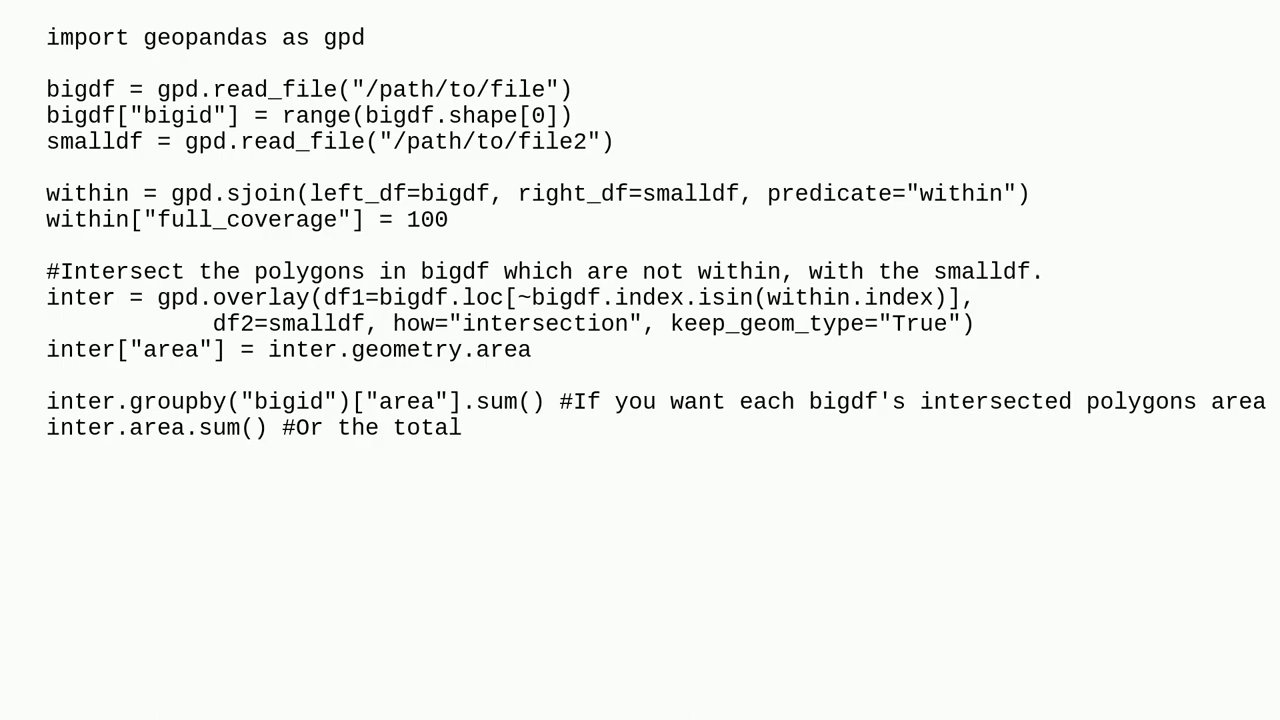 import geopandas as gpd

bigdf = gpd.read_file("/path/to/file")
bigdf["bigid"] = range(bigdf.shape[0])
smalldf = gpd.read_file("/path/to/file2")

within = gpd.sjoin(left_df=bigdf, right_df=smalldf, predicate="within")
within["full_coverage"] = 100

#Intersect the polygons in bigdf which are not within, with the smalldf.
inter = gpd.overlay(df1=bigdf.loc[~bigdf.index.isin(within.index)],
            df2=smalldf, how="intersection", keep_geom_type="True")
inter["area"] = inter.geometry.area

inter.groupby("bigid")["area"].sum() #If you want each bigdf's intersected polygons area
inter.area.sum() #Or the total